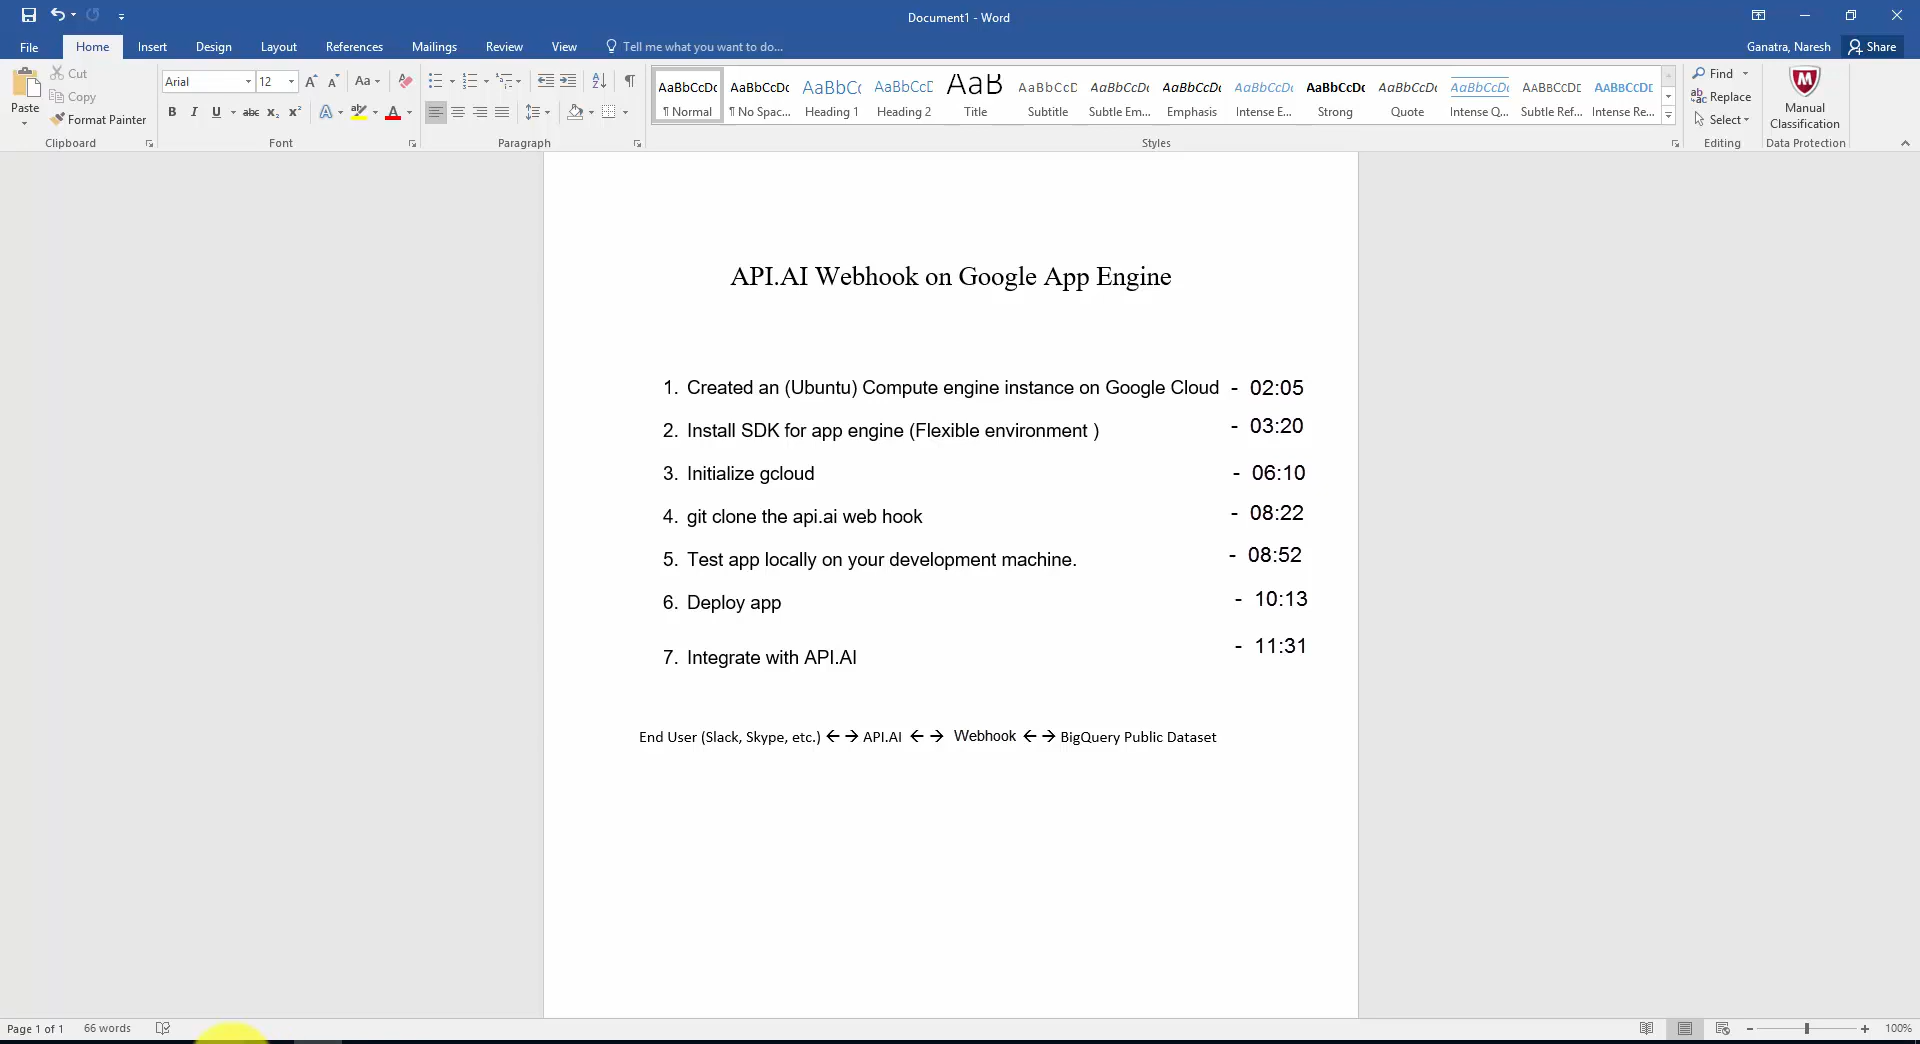 Document1 - Word
File Home Insert Design Layout References Mailings Review View Tell me what you want to do... Ganatra, Naresh Share
Paste Cut Copy Format Painter Clipboard
Arial 12 Aa Font
Paragraph
AaBbCcDc AaBbCcDc AaBbCc AaBbCcD AaB AaBbCcD AaBbCcDc AaBbCcDc AaBbCcDc AaBbCcDc AaBbCcDc AaBbCcDc AABBCCDC AABBCCDC
¶ Normal ¶ No Spac... Heading 1 Heading 2 Title Subtitle Subtle Em... Emphasis Intense E... Strong Quote Intense Q... Subtle Ref... Intense Re...
Styles
Find Replace Select Editing
Manual Classification Data Protection
API.AI Webhook on Google App Engine
1. Created an (Ubuntu) Compute engine instance on Google Cloud - 02:05
2. Install SDK for app engine (Flexible environment ) - 03:20
3. Initialize gcloud - 06:10
4. git clone the api.ai web hook - 08:22
5. Test app locally on your development machine. - 08:52
6. Deploy app - 10:13
7. Integrate with API.AI - 11:31
End User (Slack, Skype, etc.) ←→ API.AI ←→ Webhook ←→ BigQuery Public Dataset
Page 1 of 1 66 words 100%